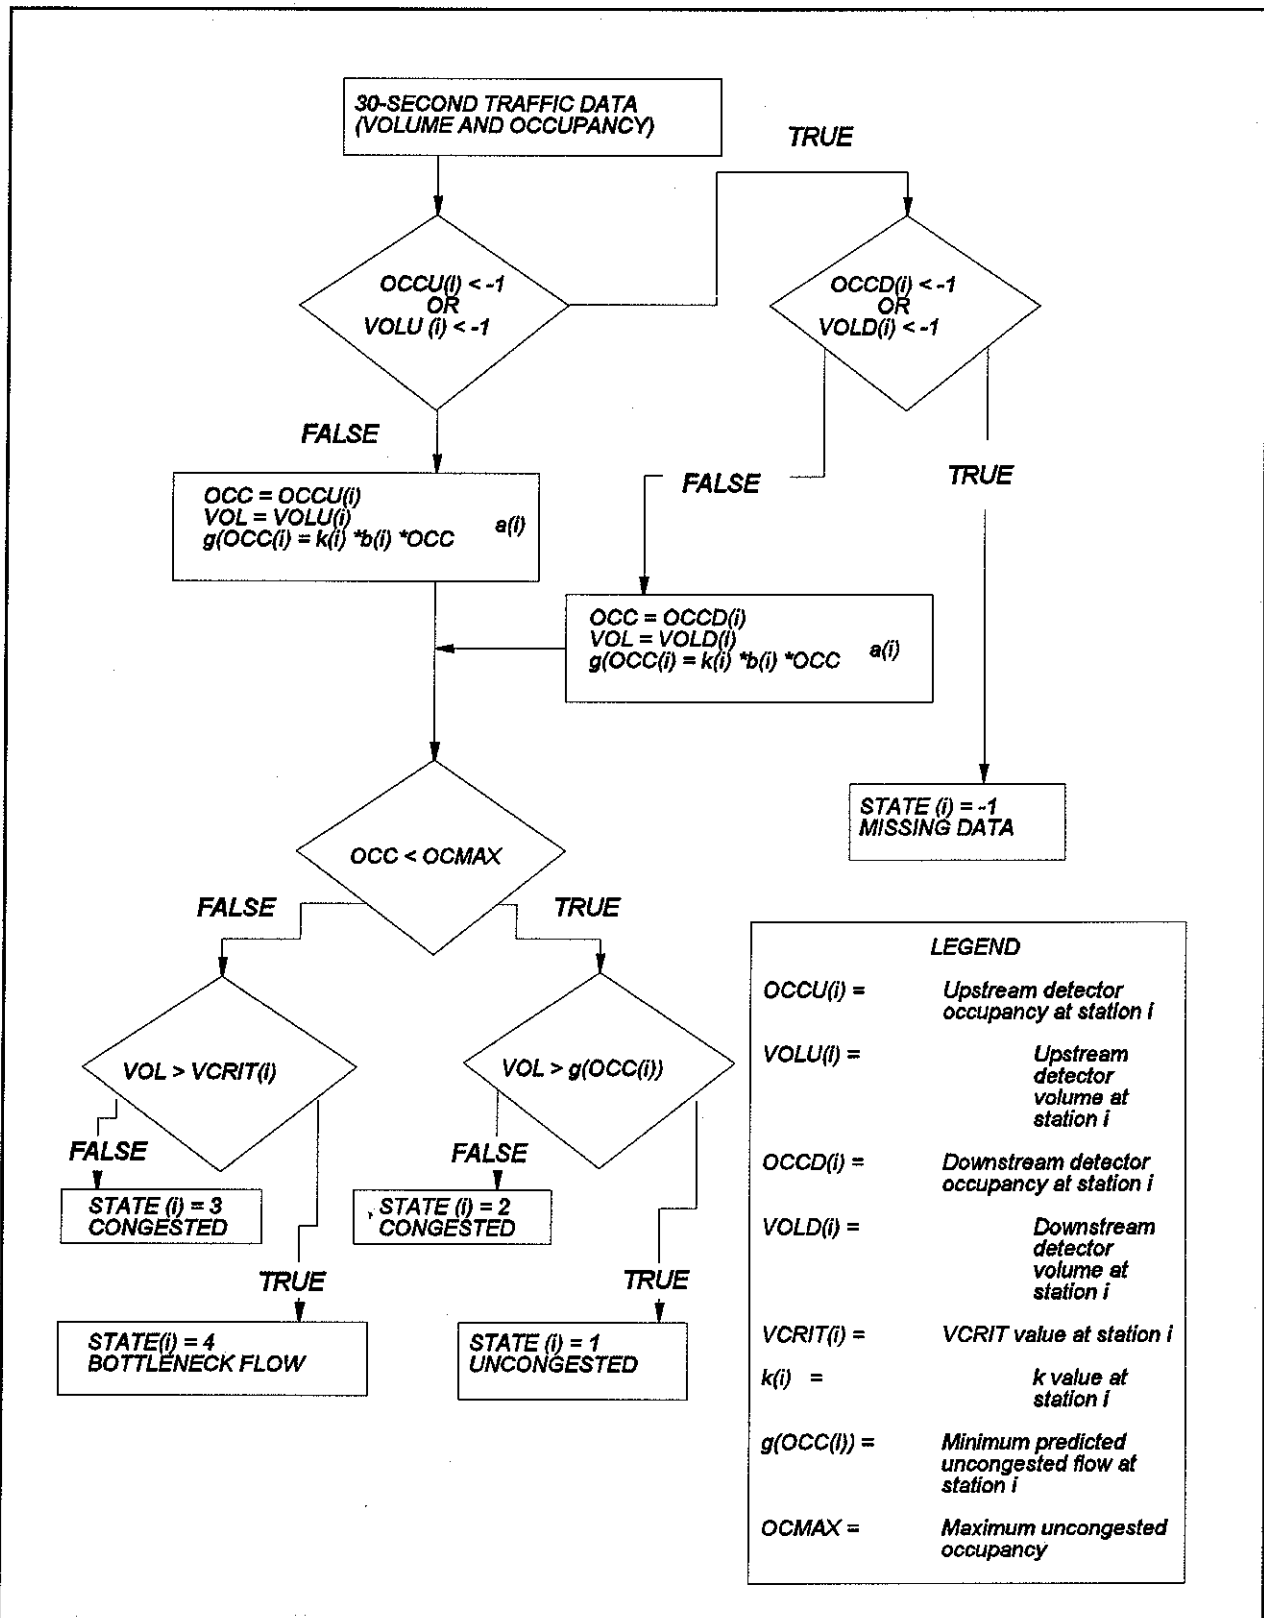 30-SECOND TRAFFIC DATA
(VOLUME AND OCCUPANCY)
TRUE
OCCU(i) < -1
OR
VOLU (i) < -1
OCCD(i) < -1
OR
VOLD(i) < -1
FALSE
OCC = OCCU(i)
VOL = VOLU(i)
g(OCC(i) = k(i) *b(i) *OCC a(i)
FALSE
TRUE
OCC = OCCD(i)
VOL = VOLD(i)
g(OCC(i) = k(i) *b(i) *OCC a(i)
STATE (i) = -1
MISSING DATA
OCC < OCMAX
FALSE
TRUE
VOL > VCRIT(i)
VOL > g(OCC(i))
FALSE
FALSE
STATE (i) = 3
CONGESTED
STATE (i) = 2
CONGESTED
TRUE
TRUE
STATE(i) = 4
BOTTLENECK FLOW
STATE (i) = 1
UNCONGESTED
LEGEND
OCCU(i) = Upstream detector
occupancy at station i
VOLU(i) = Upstream
detector
volume at
station i
OCCD(i) = Downstream detector
occupancy at station i
VOLD(i) = Downstream
detector
volume at
station i
VCRIT(i) = VCRIT value at station i
k(i) = k value at
station i
g(OCC(i)) = Minimum predicted
uncongested flow at
station i
OCMAX = Maximum uncongested
occupancy